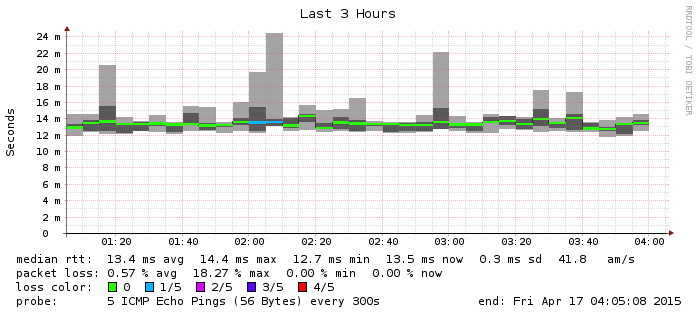 Last 3 Hours
RRDTOOL / TOBI OETIKER
Seconds
24 m
22 m
20 m
18 m
16 m
14 m
12 m
10 m
8 m
6 m
4 m
2 m
0
01:20 01:40 02:00 02:20 02:40 03:00 03:20 03:40 04:00
median rtt: 13.4 ms avg 14.4 ms max 12.7 ms min 13.5 ms now 0.3 ms sd 41.8 am/s
packet loss: 0.57 % avg 18.27 % max 0.00 % min 0.00 % now
loss color: 0 1/5 2/5 3/5 4/5
probe: 5 ICMP Echo Pings (56 Bytes) every 300s end: Fri Apr 17 04:05:08 2015